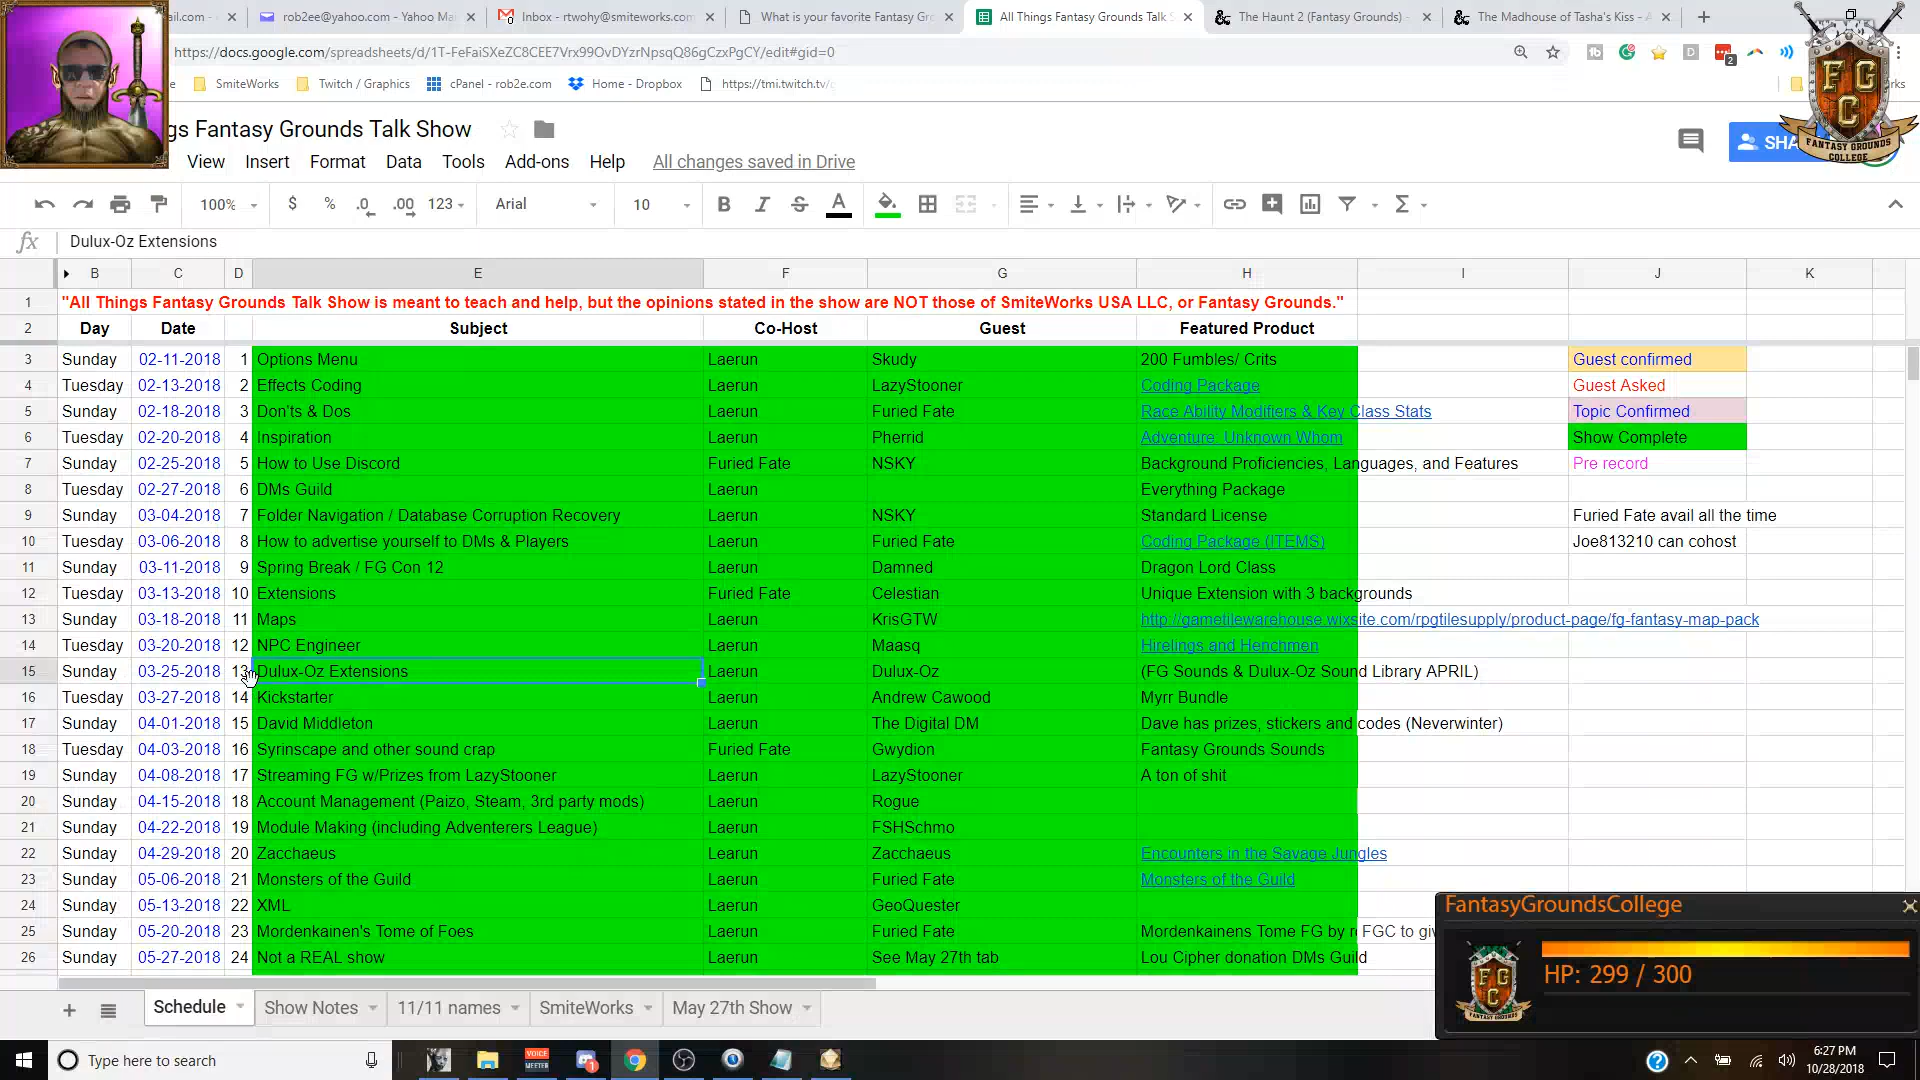 ail.com -
rob2ee@yahoo.com - Yahoo Ma
Inbox - rtwohy@smiteworks.com
What is your favorite Fantasy Gro
All Things Fantasy Grounds Talk S
The Haunt 2 (Fantasy Grounds) -
The Madhouse of Tasha's Kiss - A
https://docs.google.com/spreadsheets/d/1T-FeFaiSXeZC8CEE7Vrx99OvDYzrNpsqQ86gCzxPgCY/edit#gid=0
SmiteWorks
Twitch / Graphics
cPanel - rob2e.com
Home - Dropbox
https://tmi.twitch.tv/
ngs Fantasy Grounds Talk Show
View Insert Format Data Tools Add-ons Help All changes saved in Drive
SHA
FGC
FANTASY GROUNDS
COLLEGE
100% $ % .0 .00 123 Arial 10 B I S A
fx Dulux-Oz Extensions
B C D E F G H I J K
1 "All Things Fantasy Grounds Talk Show is meant to teach and help, but the opinions stated in the show are NOT those of SmiteWorks USA LLC, or Fantasy Grounds."
2 Day Date Subject Co-Host Guest Featured Product
3 Sunday 02-11-2018 1 Options Menu Laerun Skudy 200 Fumbles/ Crits Guest confirmed
4 Tuesday 02-13-2018 2 Effects Coding Laerun LazyStooner Coding Package Guest Asked
5 Sunday 02-18-2018 3 Don'ts & Dos Laerun Furied Fate Race Ability Modifiers & Key Class Stats Topic Confirmed
6 Tuesday 02-20-2018 4 Inspiration Laerun Pherrid Adventure: Unknown Whom Show Complete
7 Sunday 02-25-2018 5 How to Use Discord Furied Fate NSKY Background Proficiencies, Languages, and Features Pre record
8 Tuesday 02-27-2018 6 DMs Guild Laerun Everything Package
9 Sunday 03-04-2018 7 Folder Navigation / Database Corruption Recovery Laerun NSKY Standard License Furied Fate avail all the time
10 Tuesday 03-06-2018 8 How to advertise yourself to DMs & Players Laerun Furied Fate Coding Package (ITEMS) Joe813210 can cohost
11 Sunday 03-11-2018 9 Spring Break / FG Con 12 Laerun Damned Dragon Lord Class
12 Tuesday 03-13-2018 10 Extensions Furied Fate Celestian Unique Extension with 3 backgrounds
13 Sunday 03-18-2018 11 Maps Laerun KrisGTW http://gametilewarehouse.wixsite.com/rpgtilesupply/product-page/fg-fantasy-map-pack
14 Tuesday 03-20-2018 12 NPC Engineer Laerun Maasq Hirelings and Henchmen
15 Sunday 03-25-2018 13 Dulux-Oz Extensions Laerun Dulux-Oz (FG Sounds & Dulux-Oz Sound Library APRIL)
16 Tuesday 03-27-2018 14 Kickstarter Laerun Andrew Cawood Myrr Bundle
17 Sunday 04-01-2018 15 David Middleton Laerun The Digital DM Dave has prizes, stickers and codes (Neverwinter)
18 Tuesday 04-03-2018 16 Syrinscape and other sound crap Furied Fate Gwydion Fantasy Grounds Sounds
19 Sunday 04-08-2018 17 Streaming FG w/Prizes from LazyStooner Laerun LazyStooner A ton of shit
20 Sunday 04-15-2018 18 Account Management (Paizo, Steam, 3rd party mods) Laerun Rogue
21 Sunday 04-22-2018 19 Module Making (including Adventerers League) Laerun FSHSchmo
22 Sunday 04-29-2018 20 Zacchaeus Learun Zacchaeus Encounters in the Savage Jungles
23 Sunday 05-06-2018 21 Monsters of the Guild Laerun Furied Fate Monsters of the Guild
24 Sunday 05-13-2018 22 XML Laerun GeoQuester
25 Sunday 05-20-2018 23 Mordenkainen's Tome of Foes Laerun Furied Fate Mordenkainens Tome FG by r FGC to giv
26 Sunday 05-27-2018 24 Not a REAL show Laerun See May 27th tab Lou Cipher donation DMs Guild
FantasyGroundsCollege
HP: 299 / 300
Schedule Show Notes 11/11 names SmiteWorks May 27th Show
Type here to search
6:27 PM
10/28/2018